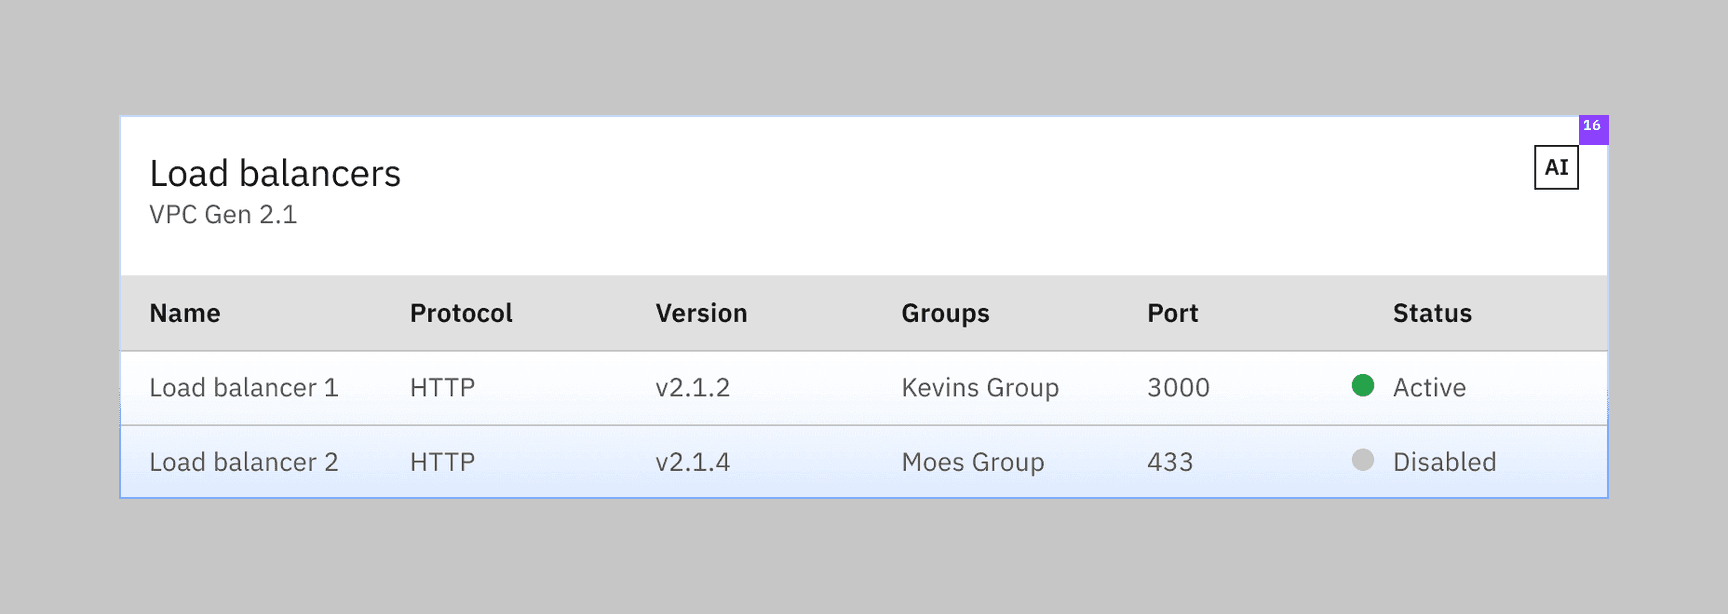 16
Load balancers
AI
VPC Gen 2.1
Name Protocol Version Groups Port Status
Load balancer 1 HTTP v2.1.2 Kevins Group 3000 Active
Load balancer 2 HTTP v2.1.4 Moes Group 433 Disabled